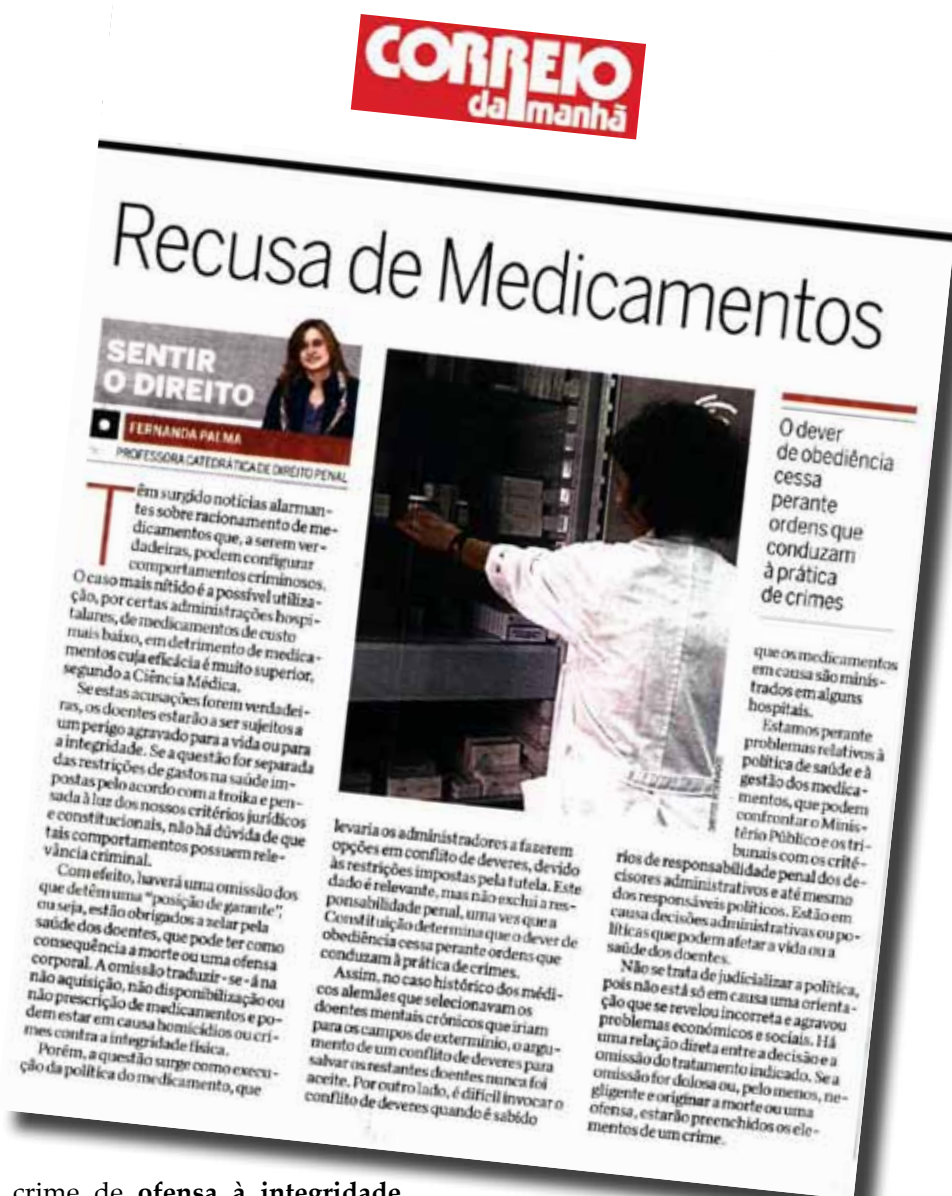 CORREIO
da manhã
Recusa de Medicamentos
SENTIR
O DIREITO
FERNANDA PALMA
PROFESSORA CATEDRÁTICA DE DIREITO PENAL
Têm surgido notícias alarman-
tes sobre racionamento de me-
dicamentos que, a serem ver-
dadeiras, podem configurar
comportamentos criminosos.
O caso mais nítido é a possível utiliza-
ção, por certas administrações hospi-
talares, de medicamentos de custo
mais baixo, em detrimento de medica-
mentos cuja eficácia é muito superior,
segundo a Ciência Médica.
Se estas acusações forem verdadei-
ras, os doentes estarão a ser sujeitos a
um perigo agravado para a vida ou para
a integridade. Se a questão for separada
das restrições de gastos na saúde im-
postas pelo acordo com a troika e pen-
sada à luz dos nossos critérios jurídicos
e constitucionais, não há dúvida de que
tais comportamentos possuem rele-
vância criminal.
Com efeito, haverá uma omissão dos
que detêm uma "posição de garante",
ou seja, estão obrigados a zelar pela
saúde dos doentes, que pode ter como
consequência a morte ou uma ofensa
corporal. A omissão traduzir-se-á na
não aquisição, não disponibilização ou
não prescrição de medicamentos e po-
dem estar em causa homicídios ou cri-
mes contra a integridade física.
Porém, a questão surge como execu-
ção da política do medicamento, que
levaria os administradores a fazerem
opções em conflito de deveres, devido
às restrições impostas pela tutela. Este
dado é relevante, mas não exclui a res-
ponsabilidade penal, uma vez que a
Constituição determina que o dever de
obediência cessa perante ordens que
conduzam à prática de crimes.
Assim, no caso histórico dos médi-
cos alemães que selecionavam os
doentes mentais crónicos que iriam
para os campos de extermínio, o argu-
mento de um conflito de deveres para
salvar os restantes doentes nunca foi
aceite. Por outro lado, é difícil invocar o
conflito de deveres quando é sabido
O dever
de obediência
cessa
perante
ordens que
conduzam
à prática
de crimes
que os medicamentos
em causa são minis-
trados em alguns
hospitais.
Estamos perante
problemas relativos à
política de saúde e à
gestão dos medica-
mentos, que podem
confrontar o Minis-
tério Público e os tri-
bunais com os crité-
rios de responsabilidade penal dos de-
cisores administrativos e até mesmo
dos responsáveis políticos. Estão em
causa decisões administrativas ou po-
líticas que podem afetar a vida ou a
saúde dos doentes.
Não se trata de judicializar a política,
pois não está só em causa uma orienta-
ção que se revelou incorreta e agravou
problemas económicos e sociais. Há
uma relação direta entre a decisão e a
omissão do tratamento indicado. Se a
omissão for dolosa ou, pelo menos, ne-
gligente e originar a morte ou uma
ofensa, estarão preenchidos os ele-
mentos de um crime.
crime de ofensa à integridade